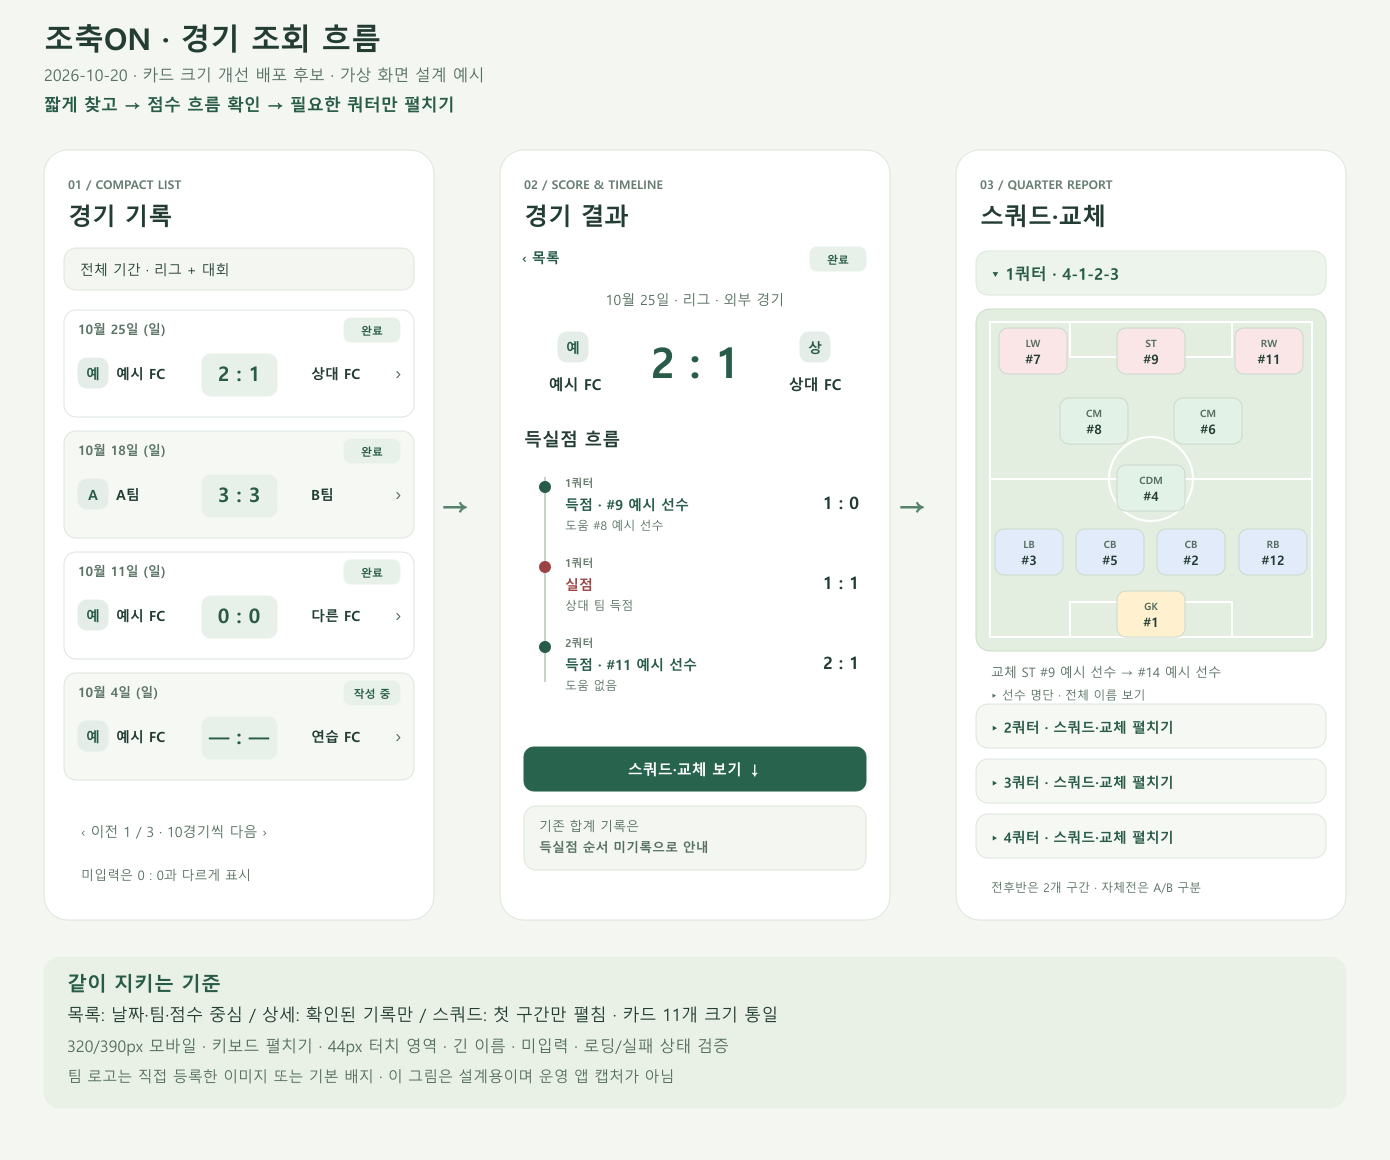 조축ON · 경기 조회 흐름
2026-10-20 · 카드 크기 개선 배포 후보 · 가상 화면 설계 예시
짧게 찾고 → 점수 흐름 확인 → 필요한 쿼터만 펼치기
01 / COMPACT LIST
경기 기록
전체 기간 · 리그 + 대회
10월 25일 (일)
완료
예 예시 FC 2 : 1 상대 FC ›
10월 18일 (일)
완료
A A팀 3 : 3 B팀 ›
10월 11일 (일)
완료
예 예시 FC 0 : 0 다른 FC ›
10월 4일 (일)
작성 중
예 예시 FC — : — 연습 FC ›
‹ 이전 1 / 3 · 10경기씩 다음 ›
미입력은 0 : 0과 다르게 표시
→
02 / SCORE & TIMELINE
경기 결과
‹ 목록
완료
10월 25일 · 리그 · 외부 경기
예 2 : 1 상
예시 FC 상대 FC
득실점 흐름
1쿼터
득점 · #9 예시 선수 1 : 0
도움 #8 예시 선수
1쿼터
실점 1 : 1
상대 팀 득점
2쿼터
득점 · #11 예시 선수 2 : 1
도움 없음
스쿼드·교체 보기 ↓
기존 합계 기록은
득실점 순서 미기록으로 안내
→
03 / QUARTER REPORT
스쿼드·교체
▾ 1쿼터 · 4-1-2-3
LW ST RW
#7 #9 #11
CM CM
#8 #6
CDM
#4
LB CB CB RB
#3 #5 #2 #12
GK
#1
교체 ST #9 예시 선수 → #14 예시 선수
▸ 선수 명단 · 전체 이름 보기
▸ 2쿼터 · 스쿼드·교체 펼치기
▸ 3쿼터 · 스쿼드·교체 펼치기
▸ 4쿼터 · 스쿼드·교체 펼치기
전후반은 2개 구간 · 자체전은 A/B 구분
같이 지키는 기준
목록: 날짜·팀·점수 중심 / 상세: 확인된 기록만 / 스쿼드: 첫 구간만 펼침 · 카드 11개 크기 통일
320/390px 모바일 · 키보드 펼치기 · 44px 터치 영역 · 긴 이름 · 미입력 · 로딩/실패 상태 검증
팀 로고는 직접 등록한 이미지 또는 기본 배지 · 이 그림은 설계용이며 운영 앱 캡처가 아님